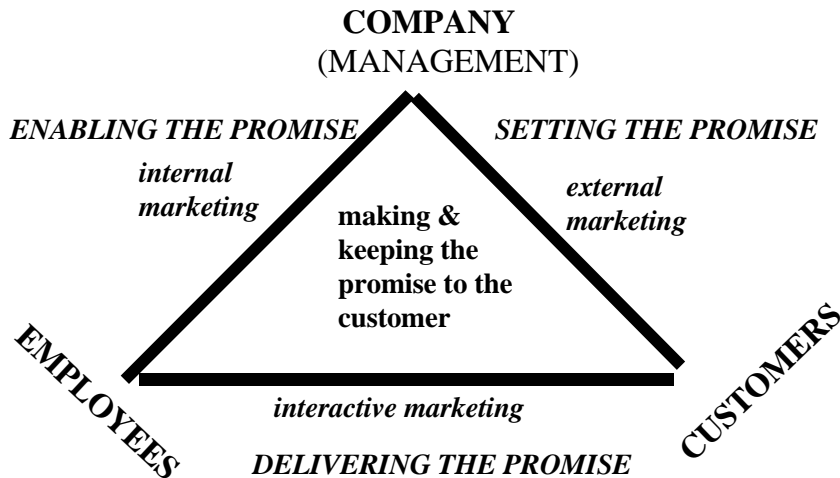 COMPANY
(MANAGEMENT)
ENABLING THE PROMISE
SETTING THE PROMISE
internal
marketing
external
marketing
making &
keeping the
promise to the
customer
EMPLOYEES
CUSTOMERS
interactive marketing
DELIVERING THE PROMISE